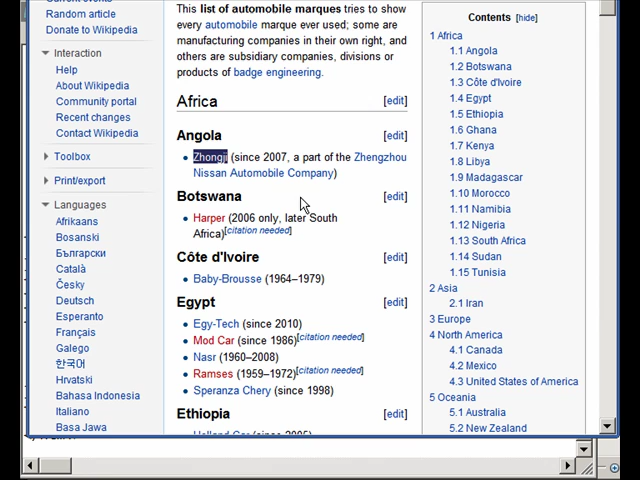 Random article
Donate to Wikipedia
Interaction
Help
About Wikipedia
Community portal
Recent changes
Contact Wikipedia
Toolbox
Print/export
Languages
Afrikaans
Bosanski
Български
Català
Česky
Deutsch
Esperanto
Français
Galego
한국어
Hrvatski
Bahasa Indonesia
Italiano
Basa Jawa
This list of automobile marques tries to show
every automobile marque ever used; some are
manufacturing companies in their own right, and
others are subsidiary companies, divisions or
products of badge engineering.
Africa [edit]
Angola [edit]
Zhongji (since 2007, a part of the Zhengzhou
Nissan Automobile Company)
Botswana [edit]
Harper (2006 only, later South
Africa)[citation needed]
Côte d'Ivoire [edit]
Baby-Brousse (1964–1979)
Egypt [edit]
Egy-Tech (since 2010)
Mod Car (since 1986)[citation needed]
Nasr (1960–2008)
Ramses (1959–1972)[citation needed]
Speranza Chery (since 1998)
Ethiopia [edit]
Contents [hide]
1 Africa
1.1 Angola
1.2 Botswana
1.3 Côte d'Ivoire
1.4 Egypt
1.5 Ethiopia
1.6 Ghana
1.7 Kenya
1.8 Libya
1.9 Madagascar
1.10 Morocco
1.11 Namibia
1.12 Nigeria
1.13 South Africa
1.14 Sudan
1.15 Tunisia
2 Asia
2.1 Iran
3 Europe
4 North America
4.1 Canada
4.2 Mexico
4.3 United States of America
5 Oceania
5.1 Australia
5.2 New Zealand